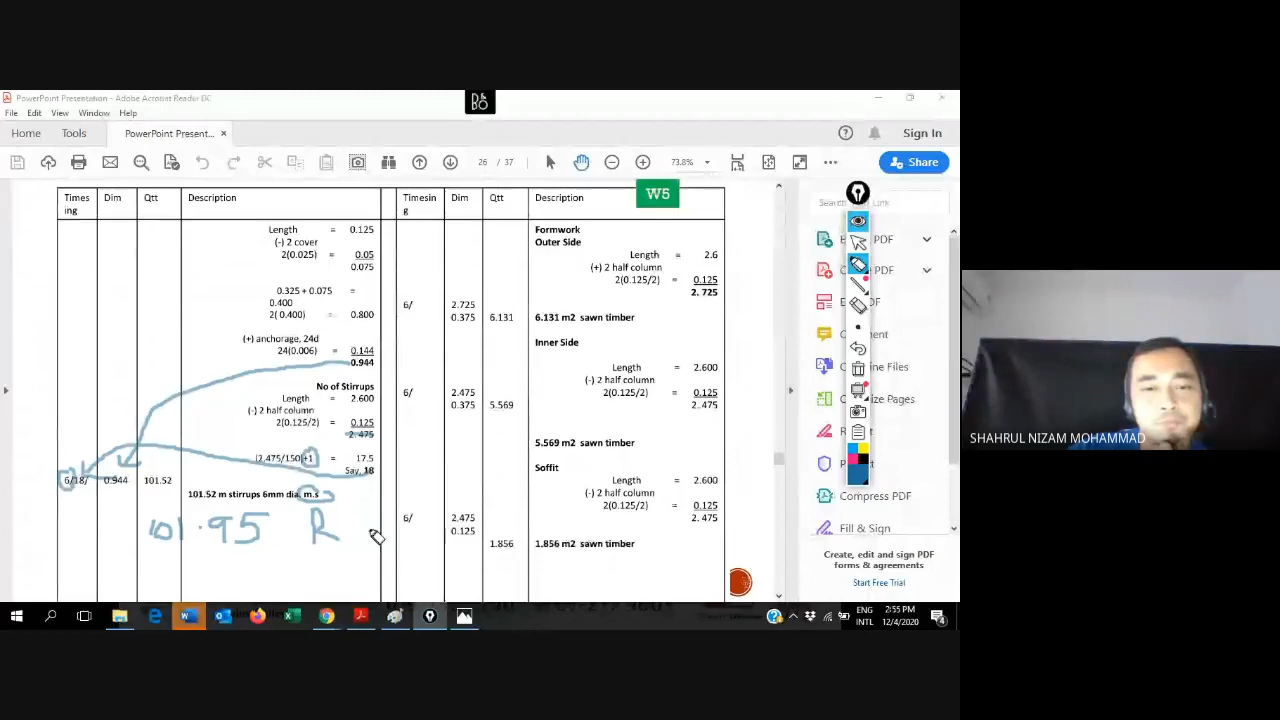 PowerPoint Presentation - Adobe Acrobat Reader DC
File Edit View Window Help
Home Tools PowerPoint Present... × Sign In
26 / 37 73.8% Share
W5
Times ing Dim Qtt Description
Length = 0.125
(-) 2 cover
2(0.025) = 0.05
0.075
0.325 + 0.075 =
0.400
2( 0.400) = 0.800
(+) anchorage, 24d
24(0.006) = 0.144
0.944
No of Stirrups
Length = 2.600
(-) 2 half column
2(0.125/2) = 0.125
2.475
(2.475/150)+1 = 17.5
Say, 18
6/18/ 0.944 101.52
101.52 m stirrups 6mm dia. m.s
101.95 R
Timesin g Dim Qtt Description
Formwork
Outer Side
Length = 2.6
(+) 2 half column
2(0.125/2) = 0.125
2. 725
6/ 2.725
0.375 6.131 6.131 m2 sawn timber
Inner Side
Length = 2.600
(-) 2 half column
6/ 2.475 2(0.125/2) = 0.125
0.375 5.569 2..475
5.569 m2 sawn timber
Soffit
Length = 2.600
(-) 2 half column
2(0.125/2) = 0.125
6/ 2.475 2. 475
0.125
1.856 1.856 m2 sawn timber
Compress PDF
Fill & Sign
Create, edit and sign PDF
forms & agreements
Start Free Trial
SHAHRUL NIZAM MOHAMMAD
ENG
INTL
2:55 PM
12/4/2020
4